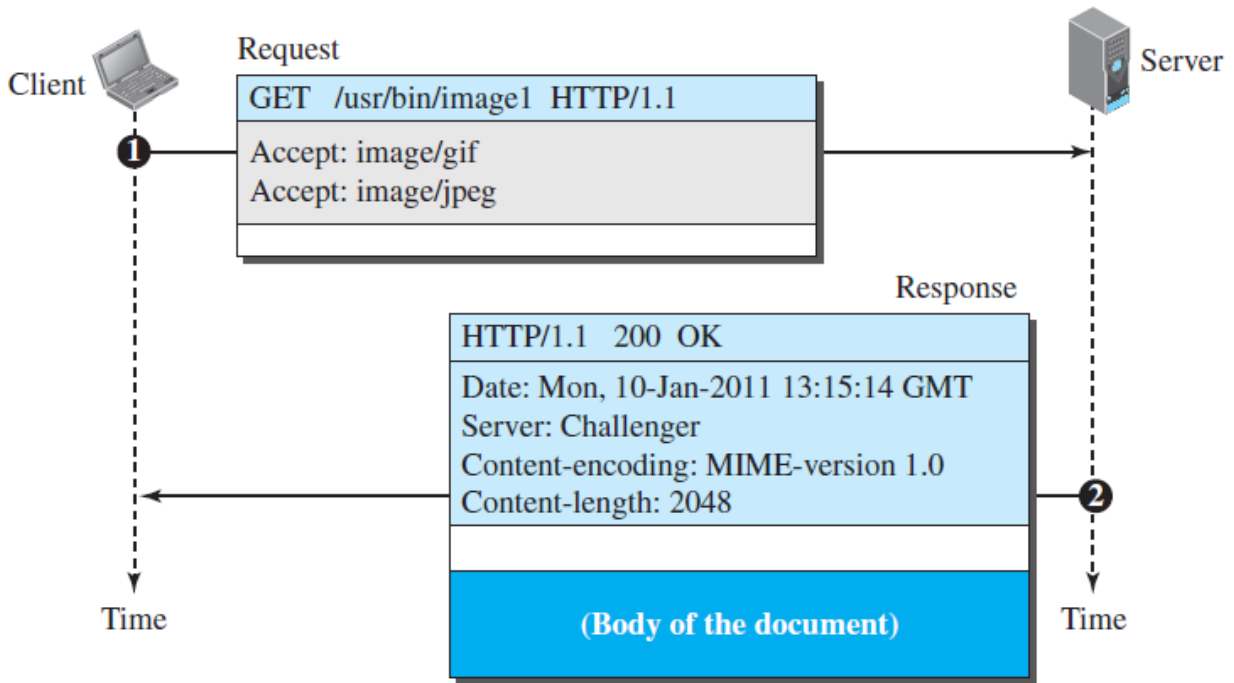 Client
Request
Server
GET /usr/bin/image1 HTTP/1.1
1
Accept: image/gif
Accept: image/jpeg
Response
HTTP/1.1 200 OK
Date: Mon, 10-Jan-2011 13:15:14 GMT
Server: Challenger
Content-encoding: MIME-version 1.0
Content-length: 2048
2
(Body of the document)
Time
Time